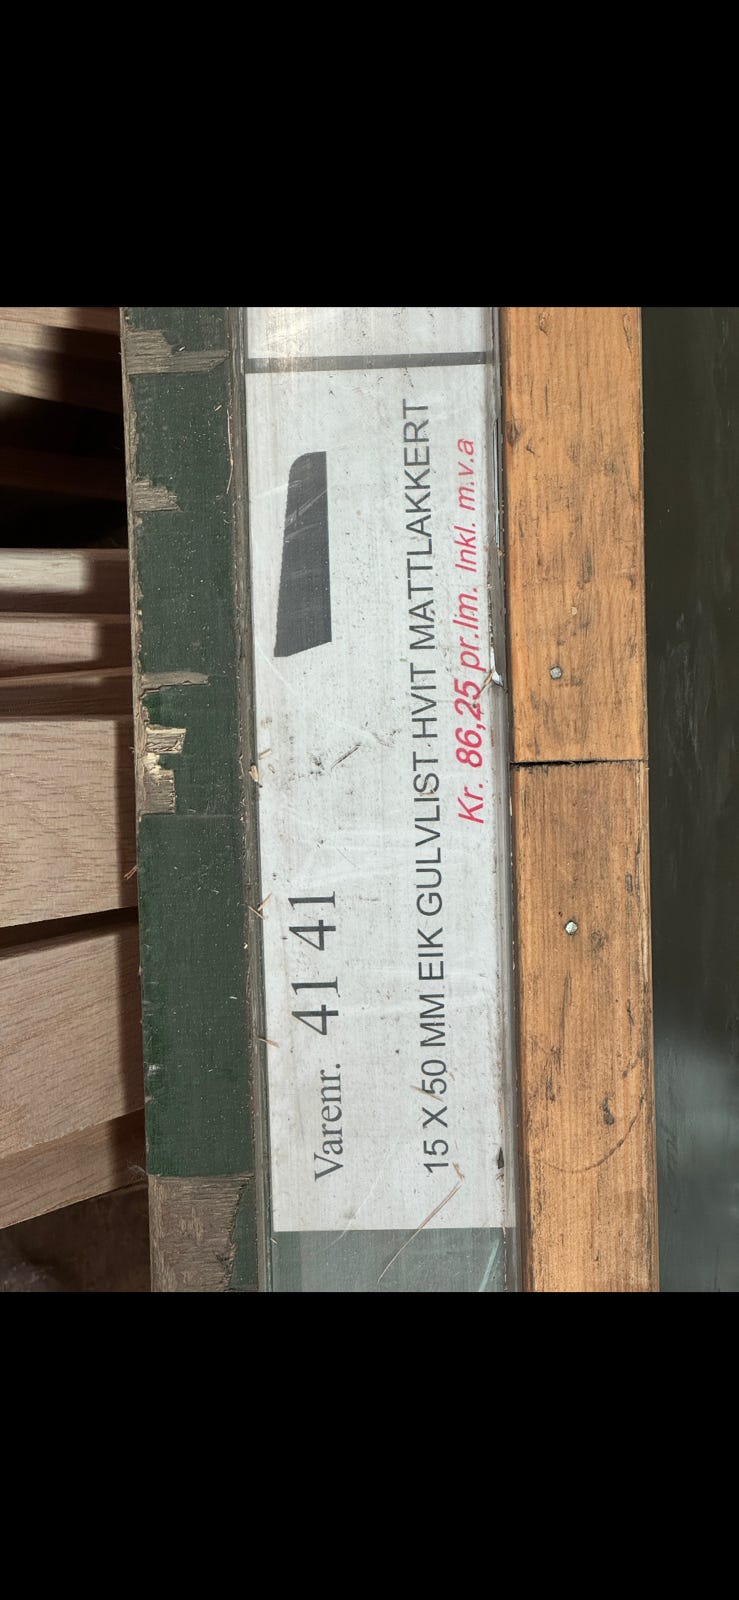 Varenr. 41 41
15 X 50 MM EIK GULVLIST HVIT MATTLAKKERT
Kr. 86,25 pr.lm. Inkl. m.v.a